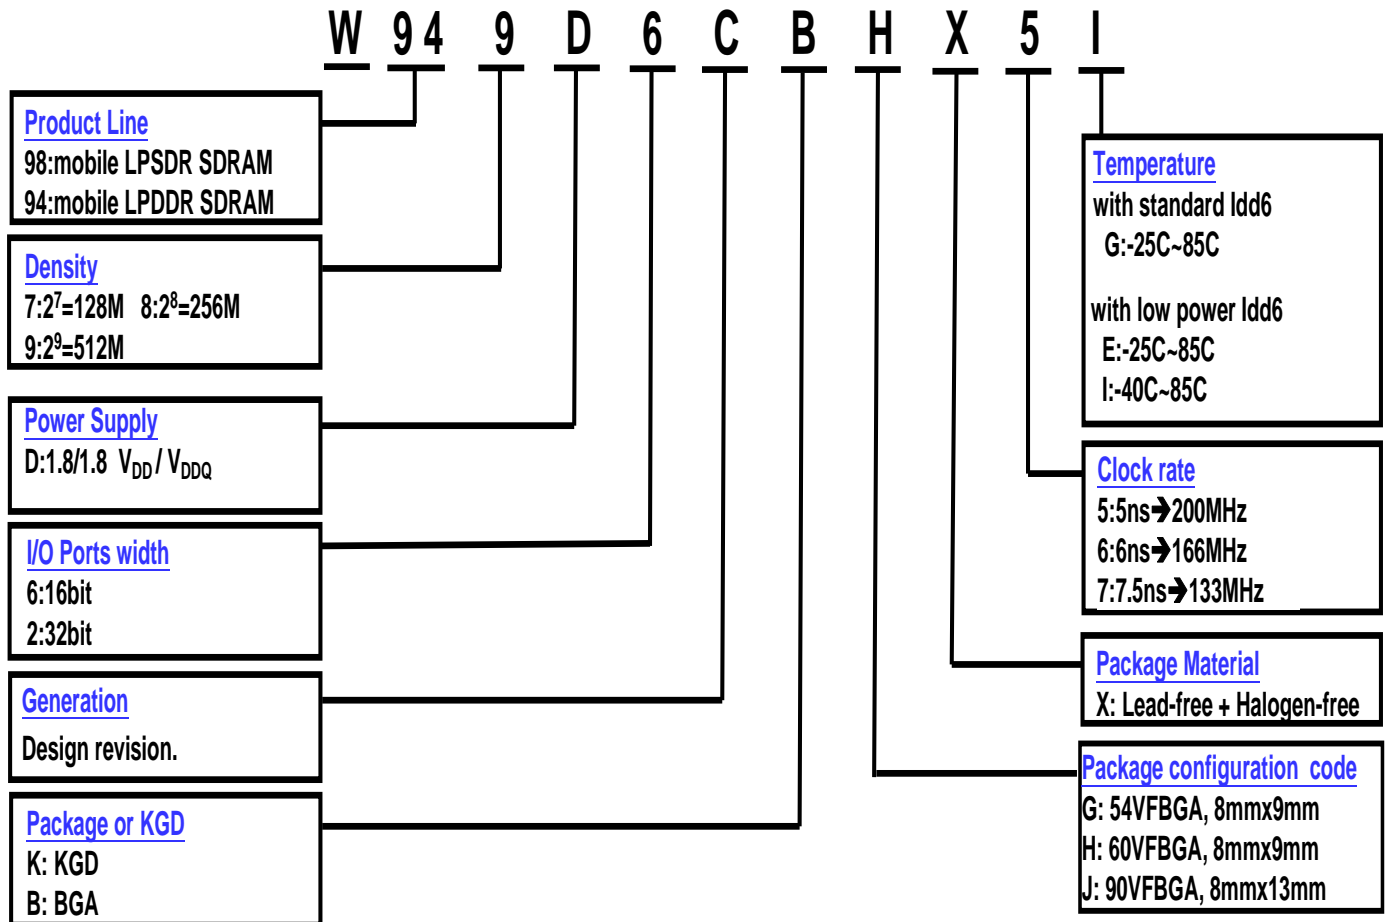 W 94 9 D 6 C B H X 5 I
Product Line
98:mobile LPSDR SDRAM
94:mobile LPDDR SDRAM
Density
7:2⁷=128M 8:2⁸=256M
9:2⁹=512M
Power Supply
D:1.8/1.8 V_DD / V_DDQ
I/O Ports width
6:16bit
2:32bit
Generation
Design revision.
Package or KGD
K: KGD
B: BGA
Temperature
with standard Idd6
G:-25C~85C
with low power Idd6
E:-25C~85C
I:-40C~85C
Clock rate
5:5ns➔200MHz
6:6ns➔166MHz
7:7.5ns➔133MHz
Package Material
X: Lead-free + Halogen-free
Package configuration code
G: 54VFBGA, 8mmx9mm
H: 60VFBGA, 8mmx9mm
J: 90VFBGA, 8mmx13mm